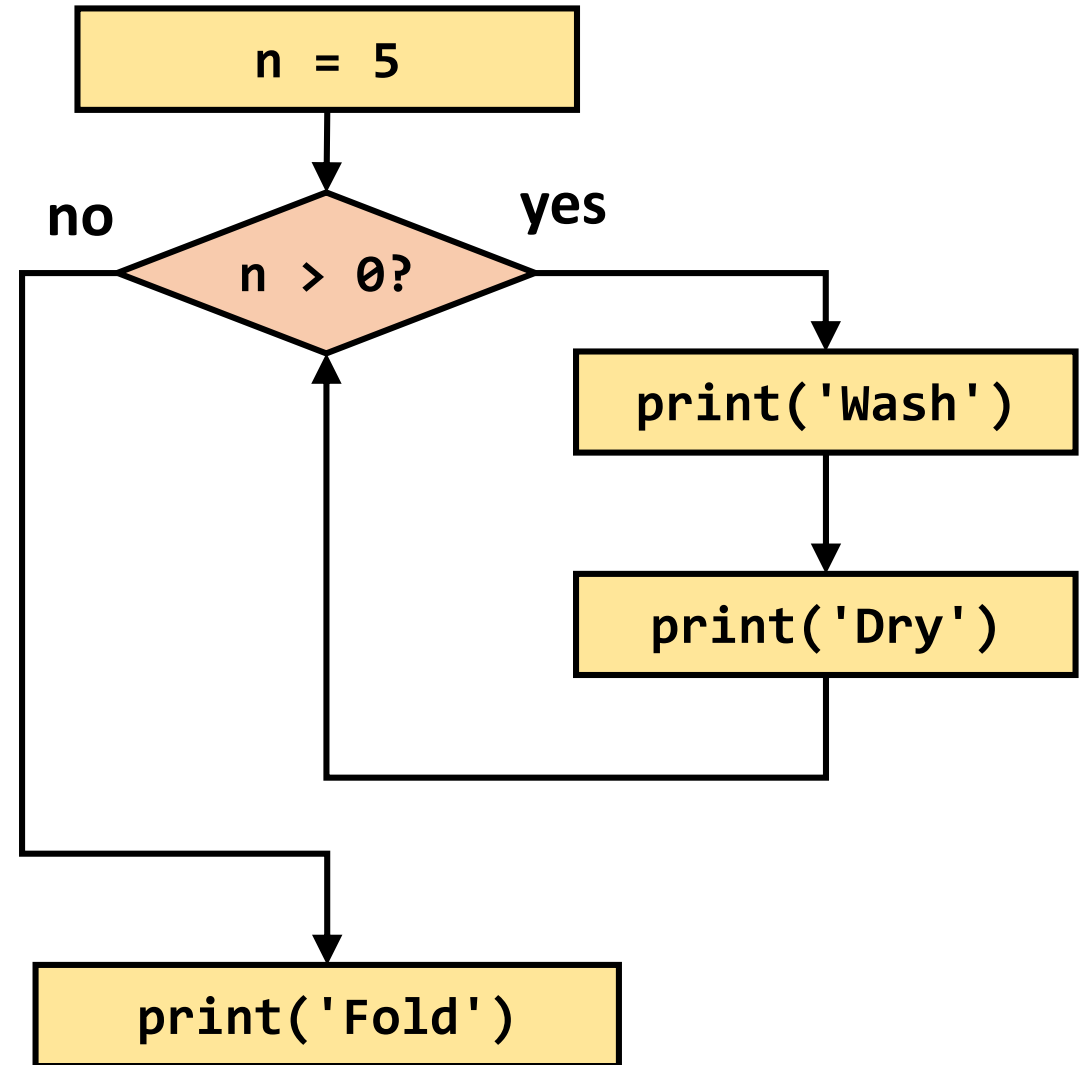 n = 5
no
yes
n > 0?
print('Wash')
print('Dry')
print('Fold')